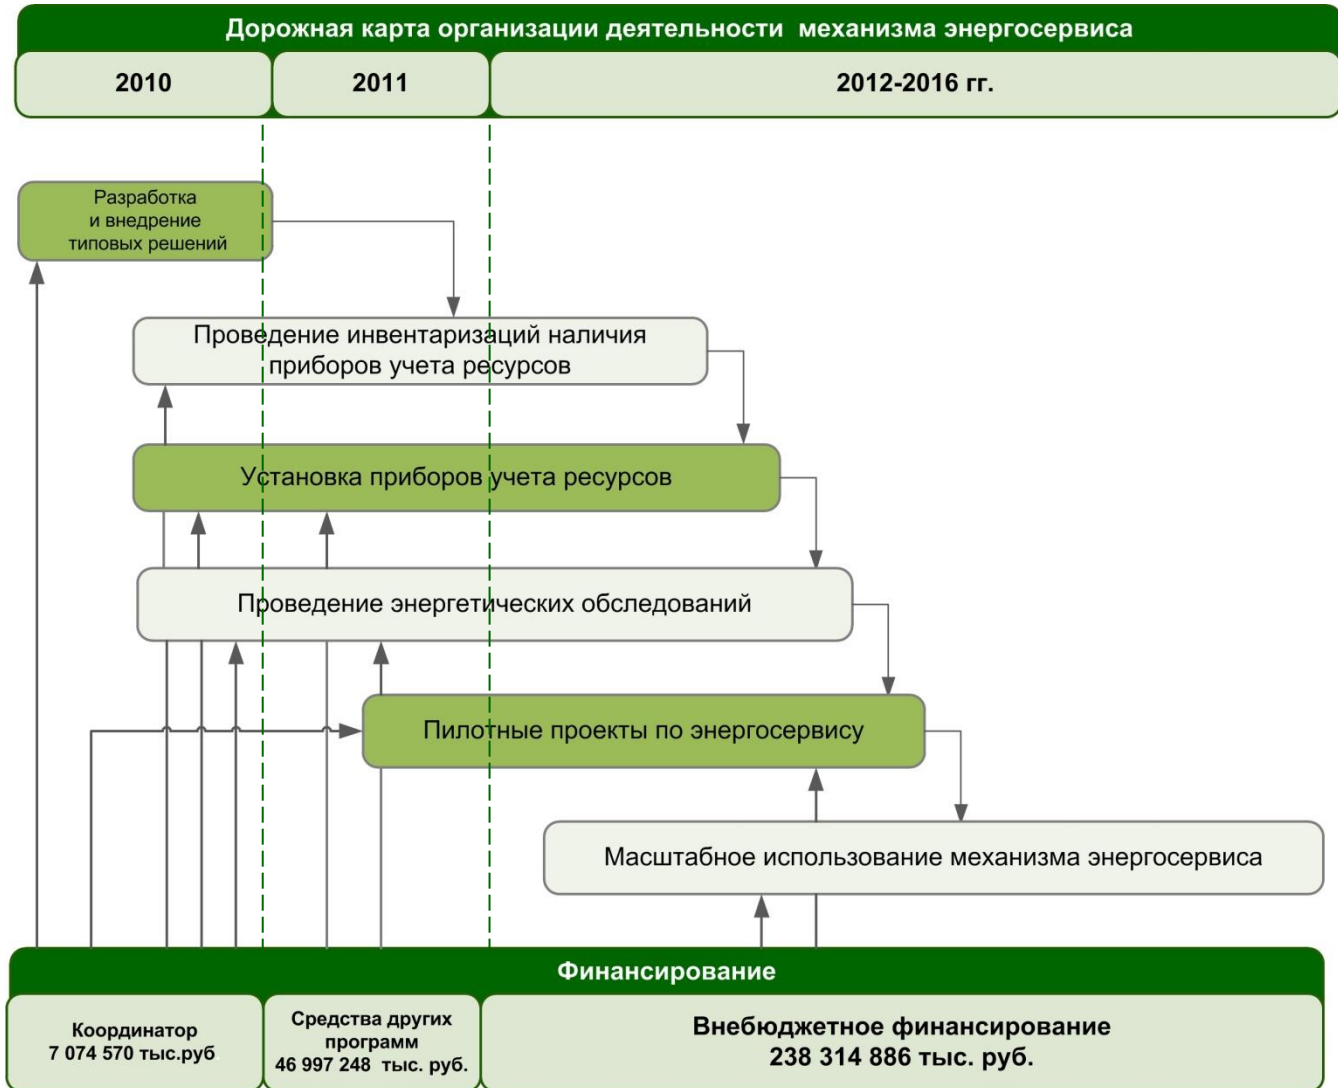 Дорожная карта организации деятельности механизма энергосервиса
2010
2011
2012-2016 гг.
Разработка
и внедрение
типовых решений
Проведение инвентаризаций наличия
приборов учета ресурсов
Установка приборов учета ресурсов
Проведение энергетических обследований
Пилотные проекты по энергосервису
Масштабное использование механизма энергосервиса
Финансирование
Координатор
7 074 570 тыс.руб
Средства других
программ
46 997 248 тыс. руб.
Внебюджетное финансирование
238 314 886 тыс. руб.